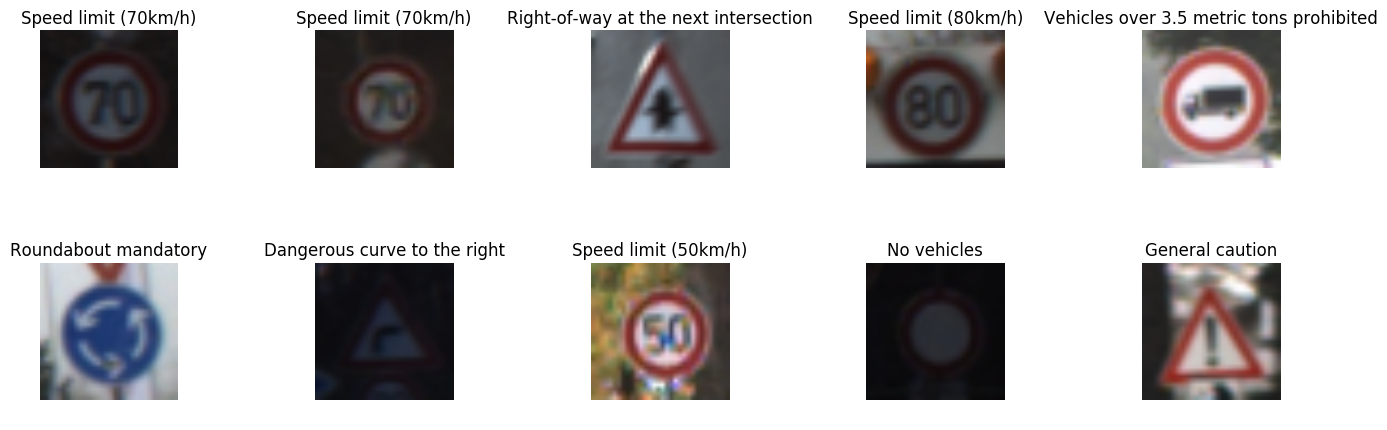 Speed limit (70km/h)
Speed limit (70km/h)
Right-of-way at the next intersection
Speed limit (80km/h)
Vehicles over 3.5 metric tons prohibited
70
70
80
Roundabout mandatory
Dangerous curve to the right
Speed limit (50km/h)
No vehicles
General caution
50
!